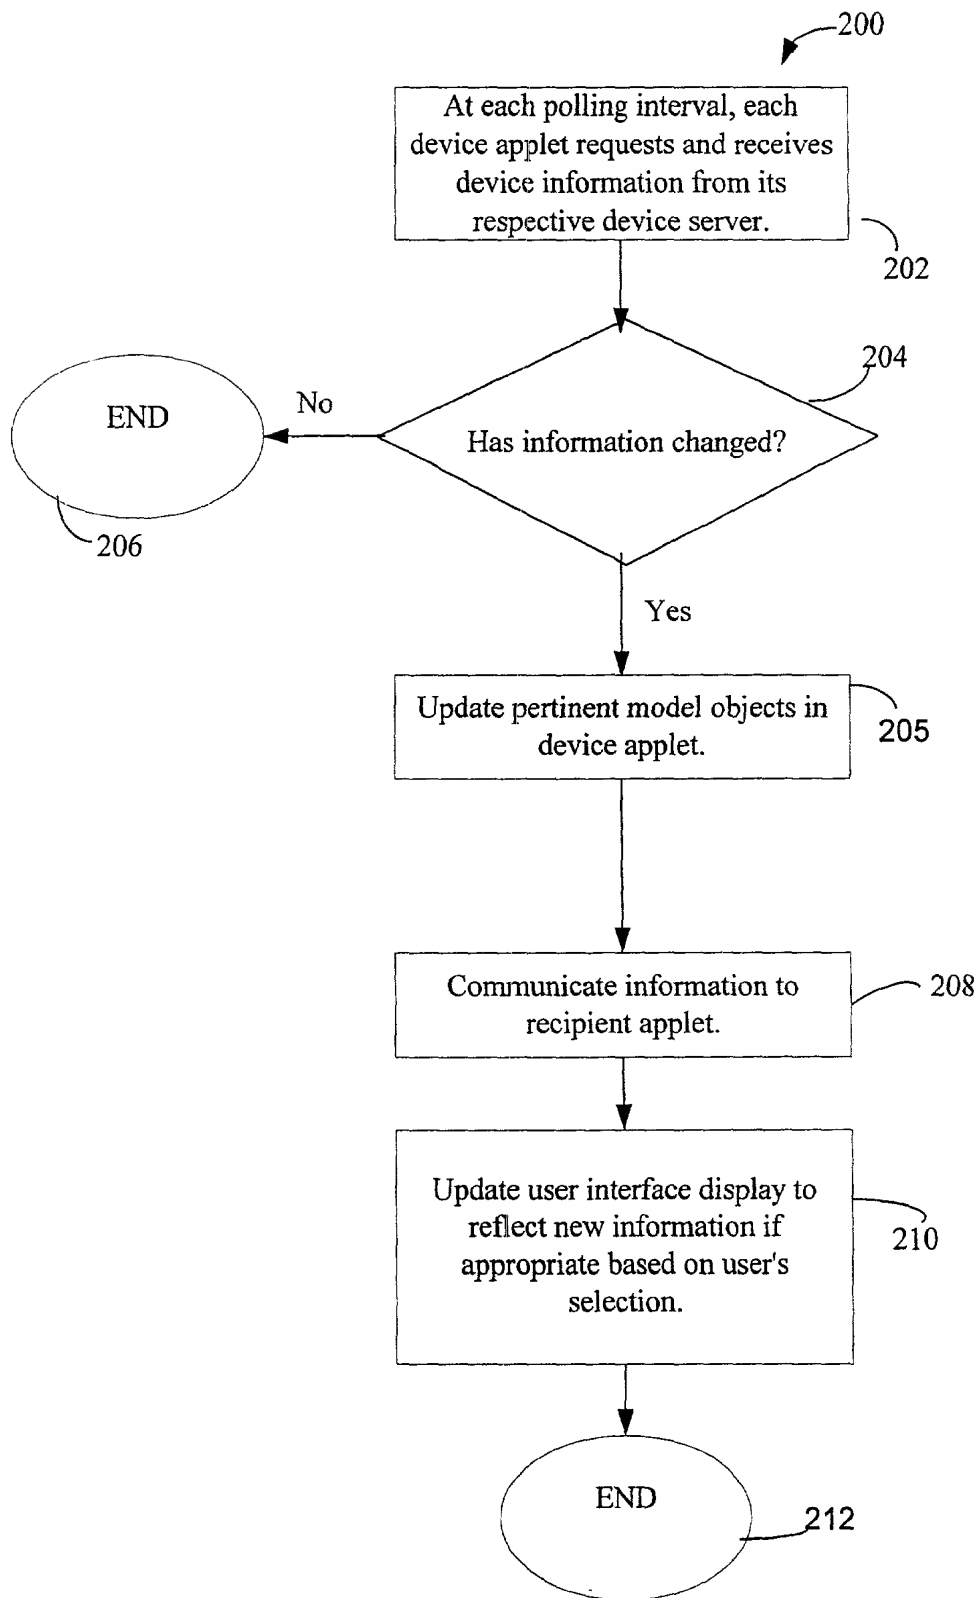 200
At each polling interval, each
device applet requests and receives
device information from its
respective device server.
202
204
Has information changed?
No
END
206
Yes
Update pertinent model objects in
device applet.
205
Communicate information to
recipient applet.
208
Update user interface display to
reflect new information if
appropriate based on user's
selection.
210
END
212